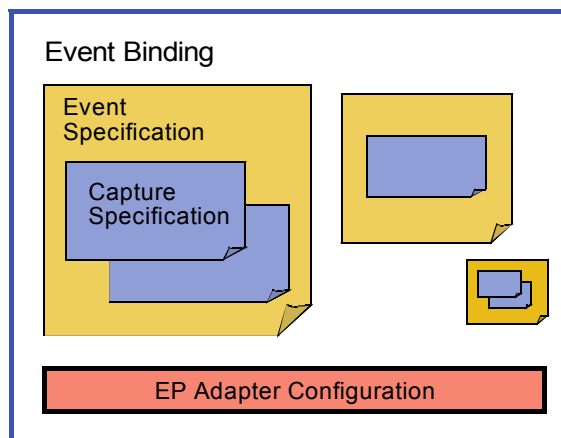 Event Binding
Event
Specification
Capture
Specification
EP Adapter Configuration